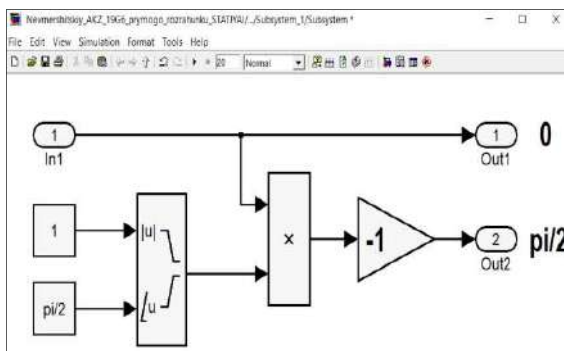 Nevmershitskiy_AKZ_19G6_prymogo_rozratunku_STATIYA/.../Subsystem_1/Subsystem *
File Edit View Simulation Format Tools Help
20 Normal
1 1 0
In1 Out1
1 |u|
x -1 2 pi/2
Out2
pi/2 ∠u